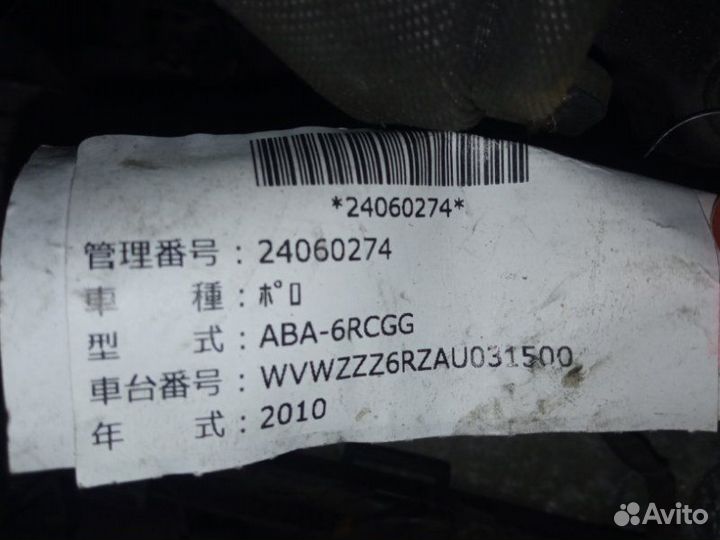 *24060274*
管理番号：24060274
車　　種：ﾎﾟﾛ
型　　式：ABA-6RCGG
車台番号：WVWZZZ6RZAU031500
年　　式：2010
Avito